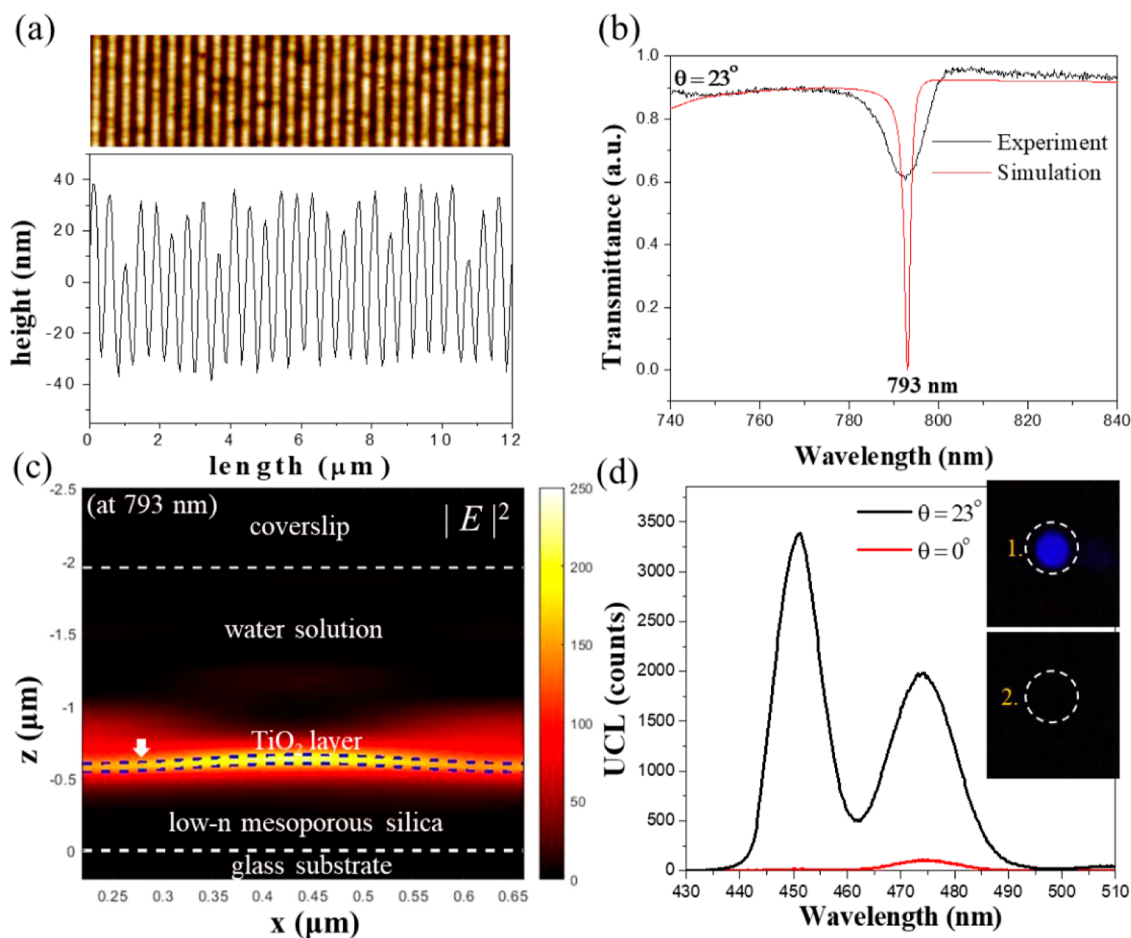 (a)
height (nm)
40
20
0
-20
-40
0
2
4
6
8
10
12
length (μm)
(b)
θ = 23°
Transmittance (a.u.)
1.0
0.8
0.6
0.4
0.2
0.0
Experiment
Simulation
793 nm
740
760
780
800
820
840
Wavelength (nm)
(c)
(at 793 nm)
|E|²
coverslip
water solution
TiO₂ layer
low-n mesoporous silica
glass substrate
z (μm)
-2.5
-2
-1.5
-1
-0.5
0
0.25
0.3
0.35
0.4
0.45
0.5
0.55
0.6
0.65
x (μm)
250
200
150
100
50
0
(d)
UCL (counts)
3500
3000
2500
2000
1500
1000
500
0
θ = 23°
θ = 0°
1.
2.
430
440
450
460
470
480
490
500
510
Wavelength (nm)